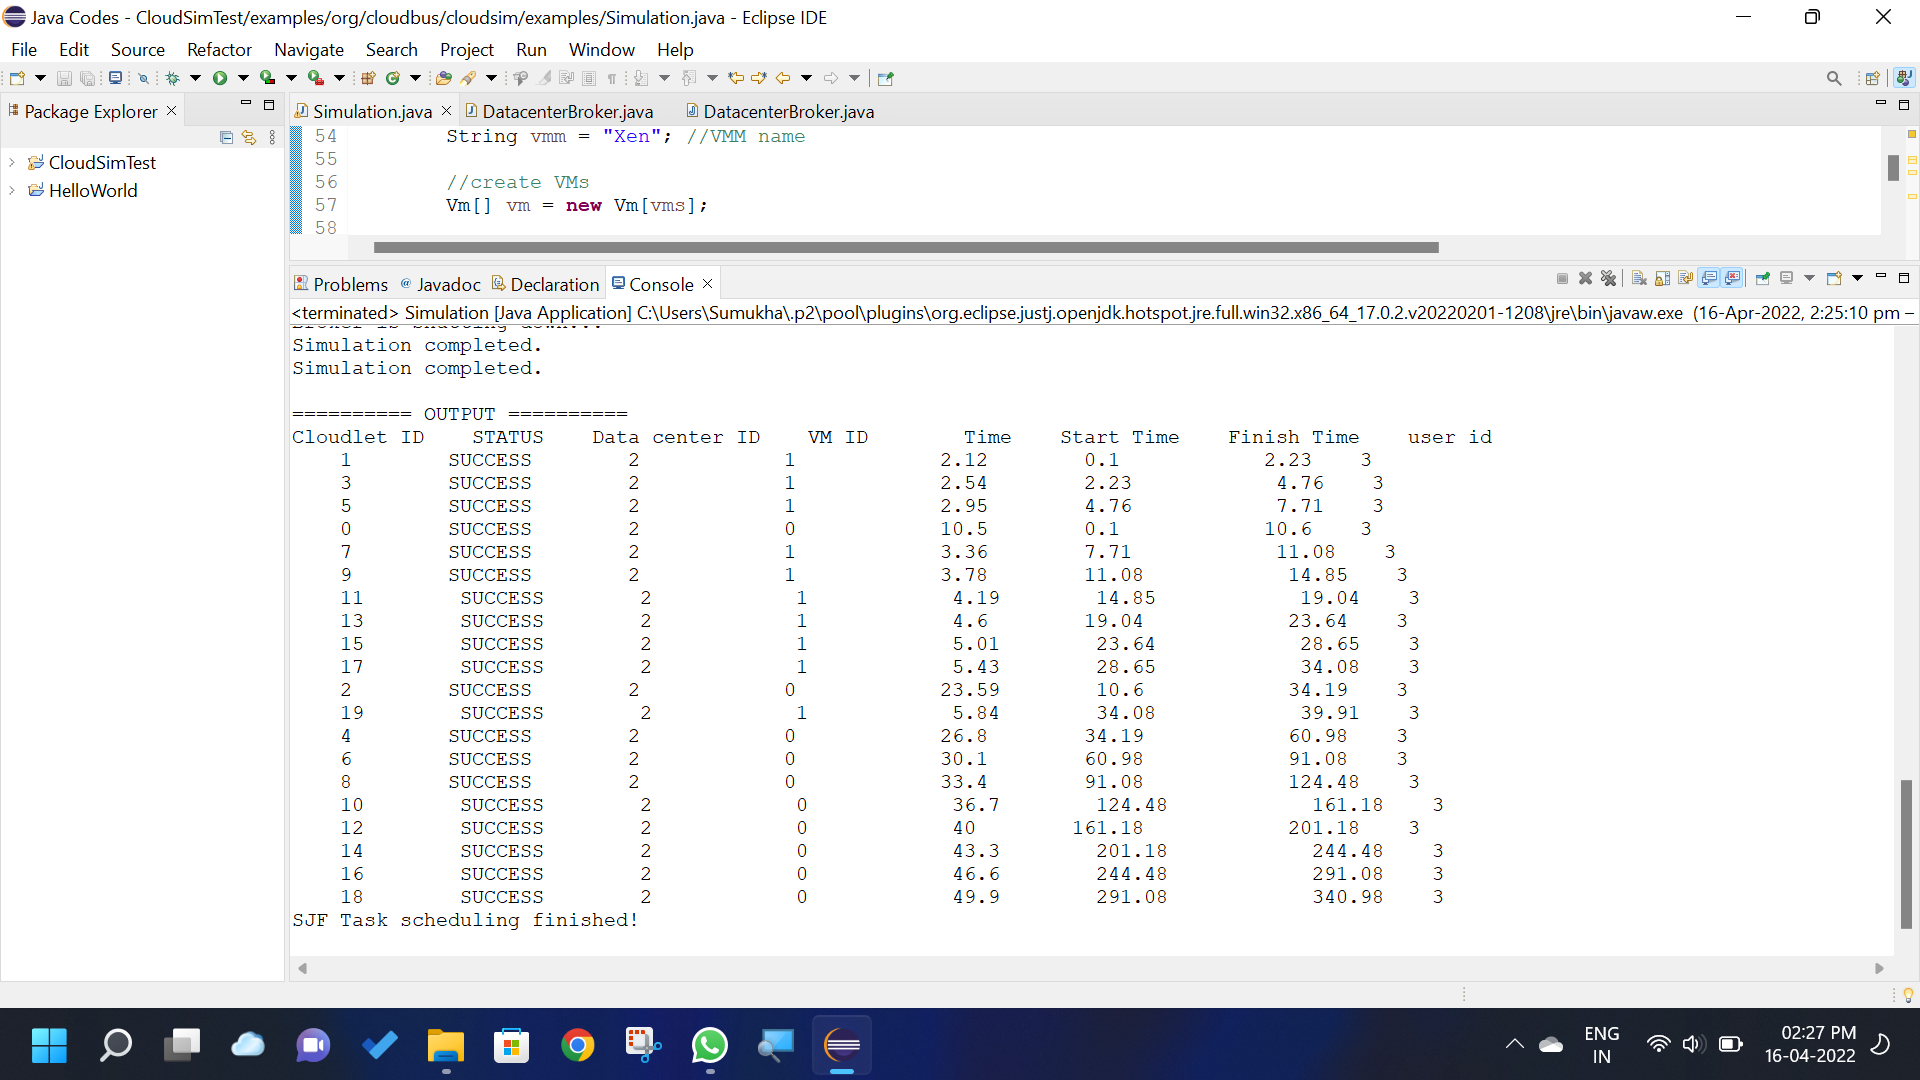 Java Codes - CloudSimTest/examples/org/cloudbus/cloudsim/examples/Simulation.java - Eclipse IDE
File Edit Source Refactor Navigate Search Project Run Window Help
Package Explorer
CloudSimTest
HelloWorld
Simulation.java DatacenterBroker.java DatacenterBroker.java
54 String vmm = "Xen"; //VMM name
55
56 //create VMs
57 Vm[] vm = new Vm[vms];
58
Problems Javadoc Declaration Console
<terminated> Simulation [Java Application] C:\Users\Sumukha\.p2\pool\plugins\org.eclipse.justj.openjdk.hotspot.jre.full.win32.x86_64_17.0.2.v20220201-1208\jre\bin\javaw.exe (16-Apr-2022, 2:25:10 pm –
Broker is shutting down...
Simulation completed.
Simulation completed.
========== OUTPUT ==========
Cloudlet ID STATUS Data center ID VM ID Time Start Time Finish Time user id
1 SUCCESS 2 1 2.12 0.1 2.23 3
3 SUCCESS 2 1 2.54 2.23 4.76 3
5 SUCCESS 2 1 2.95 4.76 7.71 3
0 SUCCESS 2 0 10.5 0.1 10.6 3
7 SUCCESS 2 1 3.36 7.71 11.08 3
9 SUCCESS 2 1 3.78 11.08 14.85 3
11 SUCCESS 2 1 4.19 14.85 19.04 3
13 SUCCESS 2 1 4.6 19.04 23.64 3
15 SUCCESS 2 1 5.01 23.64 28.65 3
17 SUCCESS 2 1 5.43 28.65 34.08 3
2 SUCCESS 2 0 23.59 10.6 34.19 3
19 SUCCESS 2 1 5.84 34.08 39.91 3
4 SUCCESS 2 0 26.8 34.19 60.98 3
6 SUCCESS 2 0 30.1 60.98 91.08 3
8 SUCCESS 2 0 33.4 91.08 124.48 3
10 SUCCESS 2 0 36.7 124.48 161.18 3
12 SUCCESS 2 0 40 161.18 201.18 3
14 SUCCESS 2 0 43.3 201.18 244.48 3
16 SUCCESS 2 0 46.6 244.48 291.08 3
18 SUCCESS 2 0 49.9 291.08 340.98 3
SJF Task scheduling finished!
ENG
IN
02:27 PM
16-04-2022